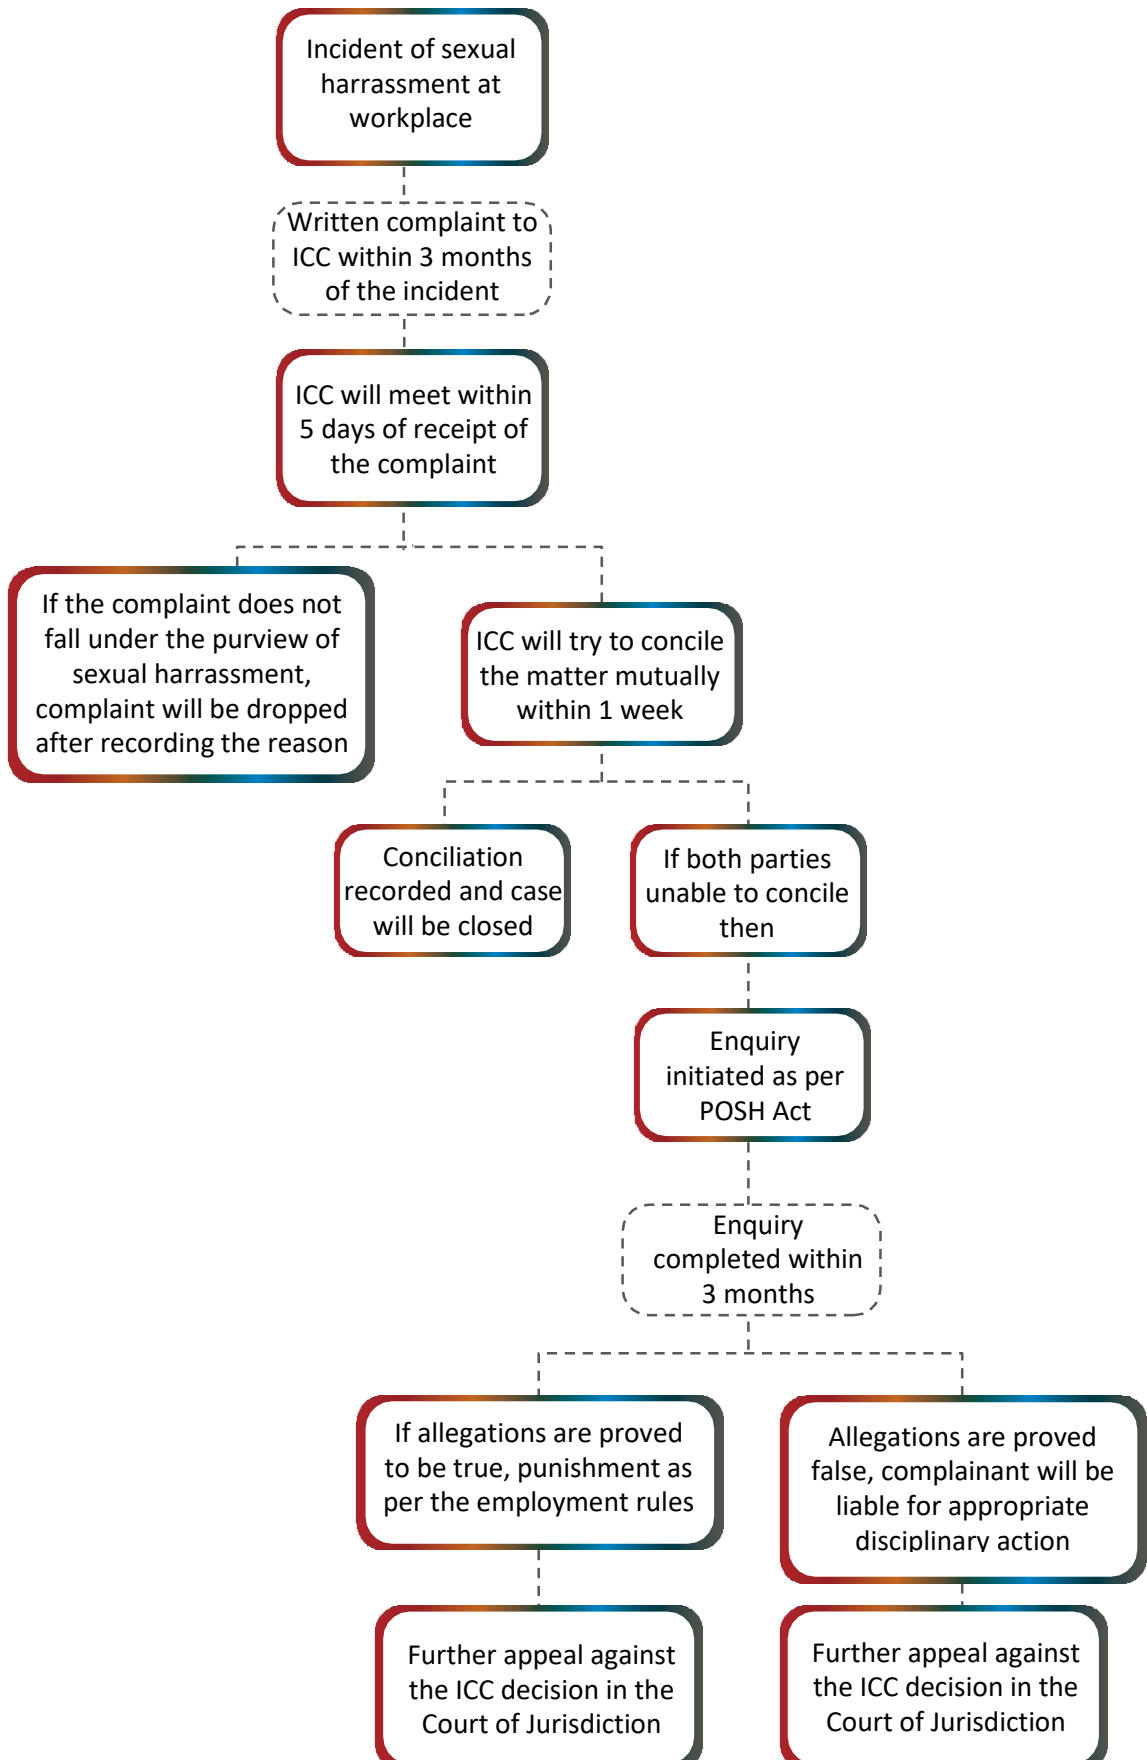 Incident of sexual
harrassment at
workplace
Written complaint to
ICC within 3 months
of the incident
ICC will meet within
5 days of receipt of
the complaint
If the complaint does not
fall under the purview of
sexual harrassment,
complaint will be dropped
after recording the reason
ICC will try to concile
the matter mutually
within 1 week
Conciliation
recorded and case
will be closed
If both parties
unable to concile
then
Enquiry
initiated as per
POSH Act
Enquiry
completed within
3 months
If allegations are proved
to be true, punishment as
per the employment rules
Allegations are proved
false, complainant will be
liable for appropriate
disciplinary action
Further appeal against
the ICC decision in the
Court of Jurisdiction
Further appeal against
the ICC decision in the
Court of Jurisdiction